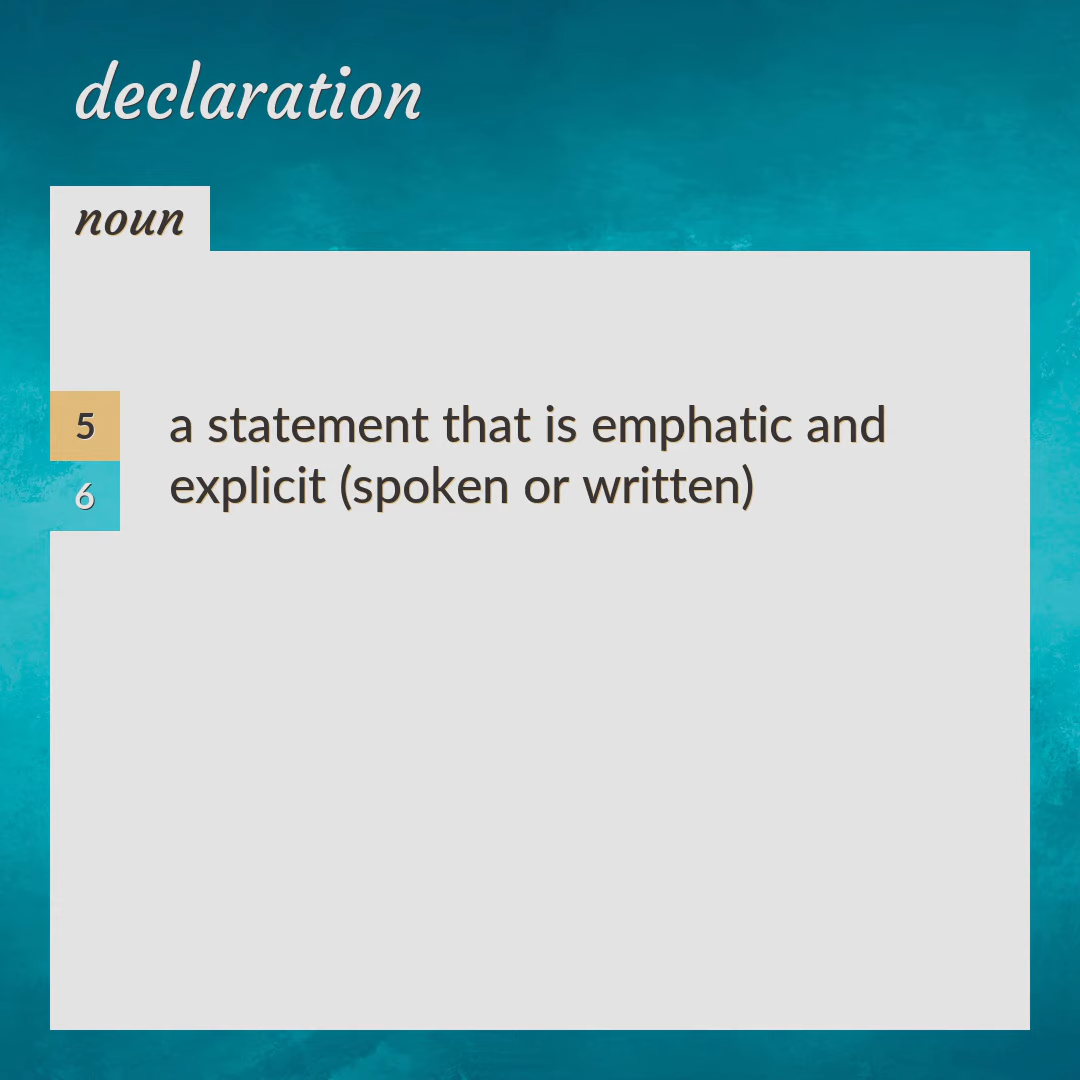 declaration
noun
5
a statement that is emphatic and
6
explicit (spoken or written)